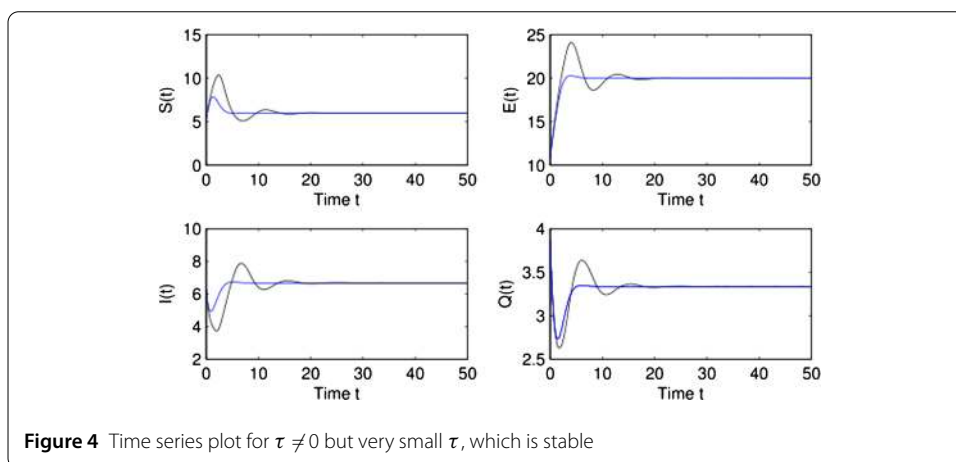 15
10
5
0
S(t)
0 10 20 30 40 50
Time t
25
20
15
10
E(t)
0 10 20 30 40 50
Time t
10
8
6
4
2
I(t)
0 10 20 30 40 50
Time t
4
3.5
3
2.5
Q(t)
0 10 20 30 40 50
Time t
Figure 4 Time series plot for τ ≠ 0 but very small τ, which is stable